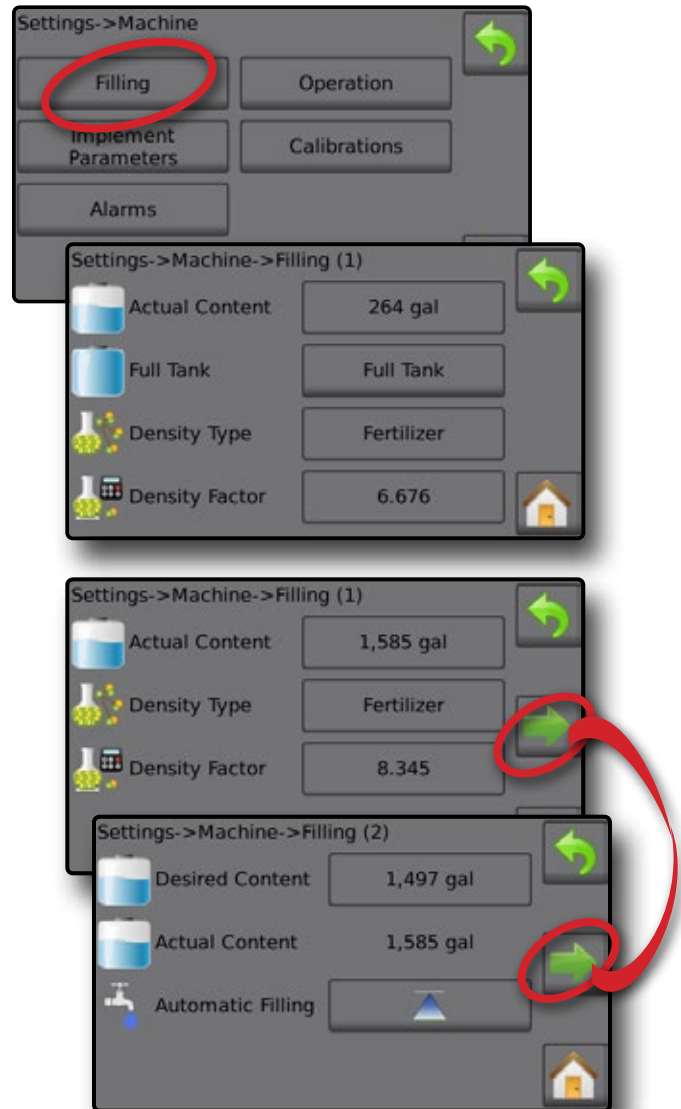 Settings->Machine
Filling
Operation
Implement
Parameters
Calibrations
Alarms
Settings->Machine->Filling (1)
Actual Content
264 gal
Full Tank
Full Tank
Density Type
Fertilizer
Density Factor
6.676
Settings->Machine->Filling (1)
Actual Content
1,585 gal
Density Type
Fertilizer
Density Factor
8.345
Settings->Machine->Filling (2)
Desired Content
1,497 gal
Actual Content
1,585 gal
Automatic Filling